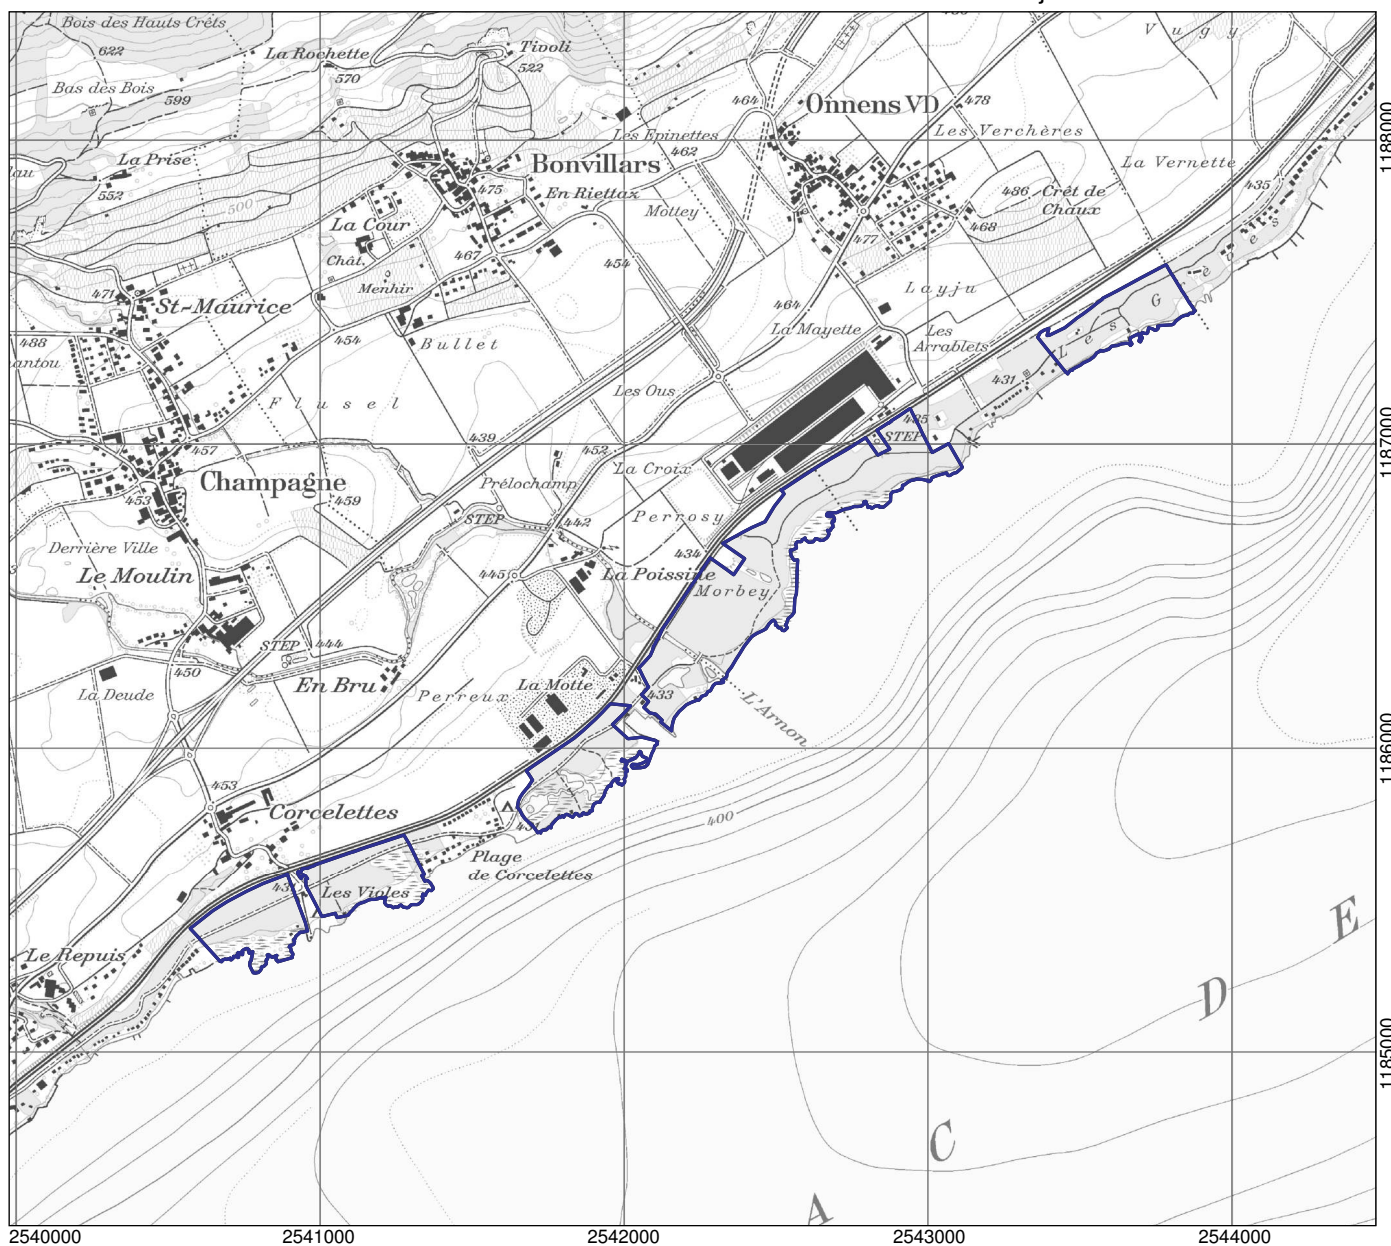 Bois des Hauts Crêts
622
La Rochette
570
Tivoli
522
Bas des Bois
599
464
Onnens VD
478
Vugy
Les Epinettes
462
Les Verchères
La Prise
552
Bonvillars
475
En Riettaz
La Vernette
435
500
Mottey
486
Crêt de
Chaux
468
La Cour
Chât.
467
454
477
Menhir
471
St-Maurice
464
Layju
Les Grèves
488
454
Bullet
La Mayette
Les
Arrablets
431
Flusel
Les Ous
439
452
457
435
STEP
La Croix
Champagne
453
459
Prélochamp
STEP
442
Perrosy
434
Derrière Ville
Le Moulin
445
La Poissine
Morbey
STEP
444
450
En Bru
La Deude
Perreux
La Motte
433
L'Arnon
453
Corcelettes
400
Plage
de Corcelettes
Les Violes
Le Repuis
E
D
C
A
2540000
2541000
2542000
2543000
2544000
1188000
1187000
1186000
1185000